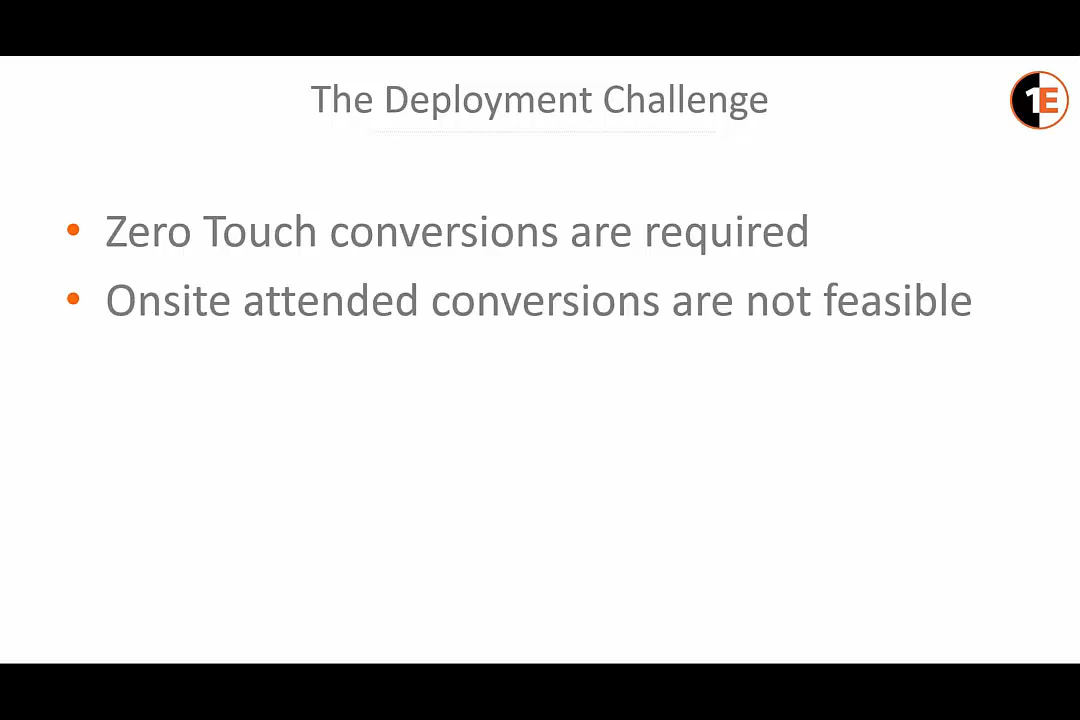 The Deployment Challenge
1E
• Zero Touch conversions are required
• Onsite attended conversions are not feasible